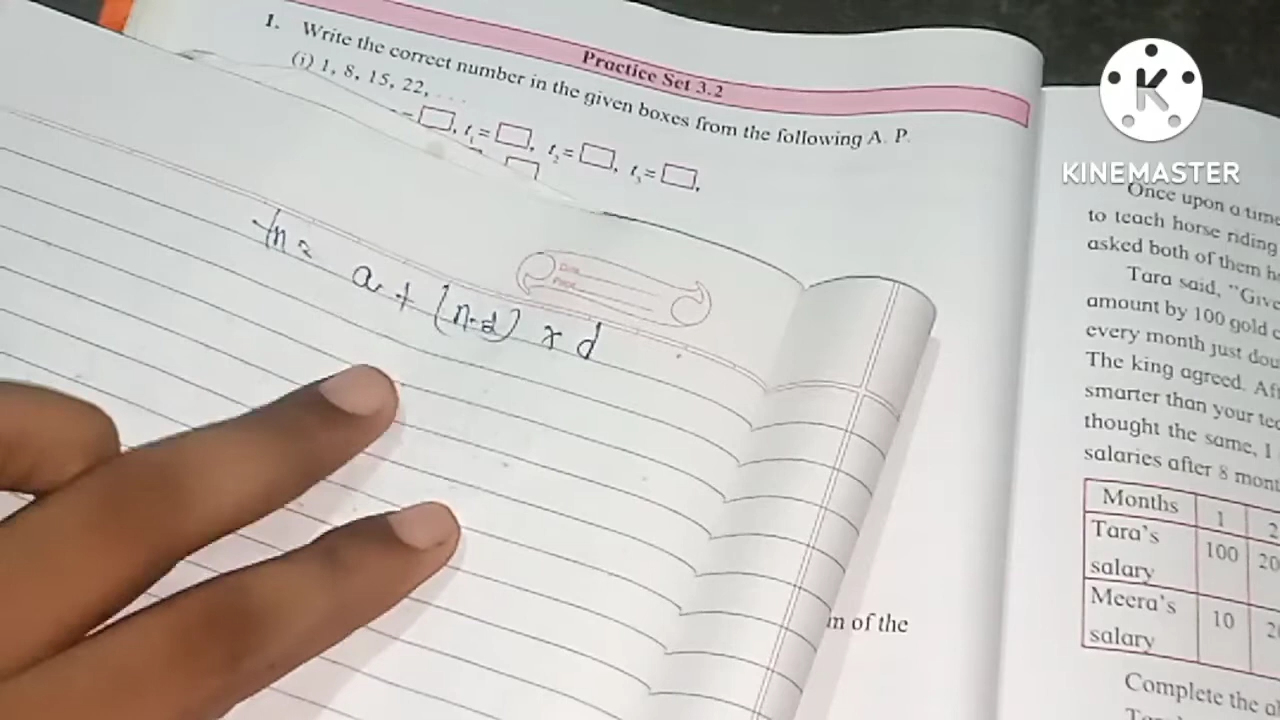 Practice Set 3.2
1. Write the correct number in the given boxes from the following A. P.
(i) 1, 8, 15, 22, . . .
= □, t₁ = □, t₂ = □, t₃ = □,
tn = a + (n-d) x d
Date
Page
m of the
K
KINEMASTER
Once upon a time
to teach horse riding
asked both of them h
Tara said, "Give
amount by 100 gold c
every month just dou
The king agreed. Af
smarter than your te
thought the same, I
salaries after 8 mont
Months 1 2
Tara's salary 100 20
Meera's salary 10 2
Complete the a